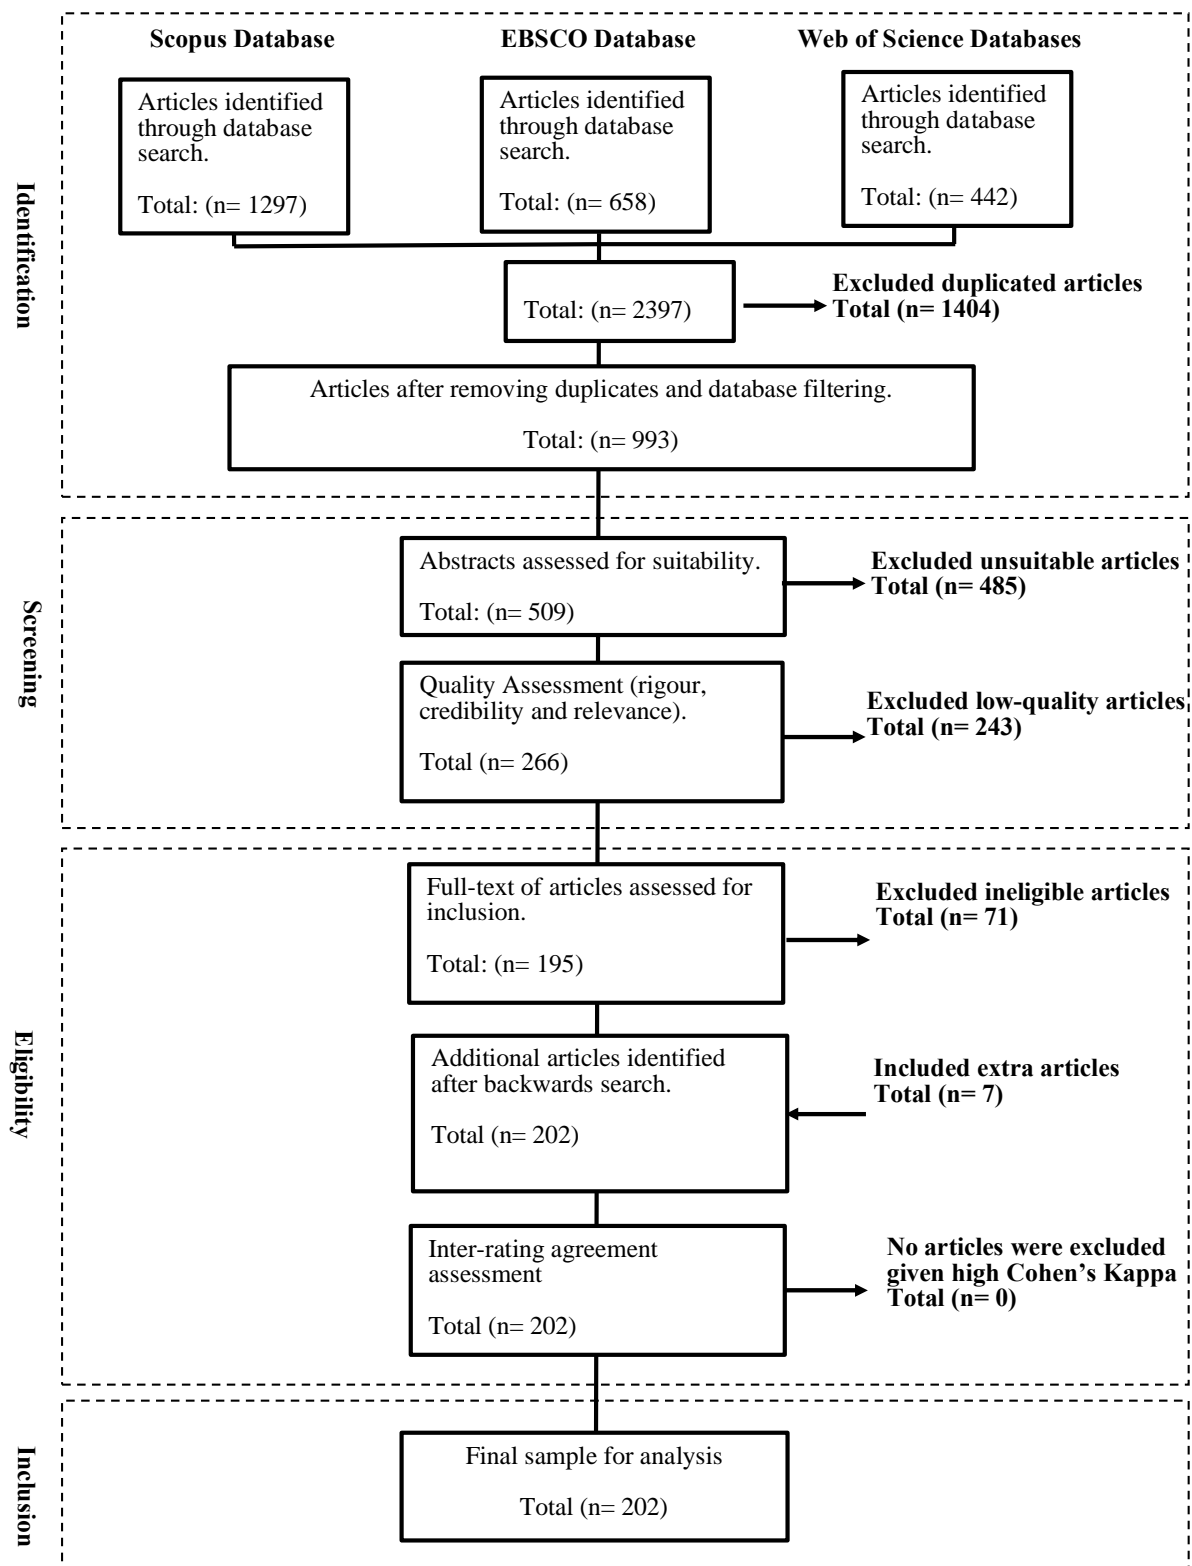 Scopus Database
EBSCO Database
Web of Science Databases
Articles identified
through database
search.
Total: (n= 1297)
Articles identified
through database
search.
Total: (n= 658)
Articles identified
through database
search.
Total: (n= 442)
Identification
Total: (n= 2397)
Excluded duplicated articles
Total (n= 1404)
Articles after removing duplicates and database filtering.
Total: (n= 993)
Screening
Abstracts assessed for suitability.
Total: (n= 509)
Excluded unsuitable articles
Total (n= 485)
Quality Assessment (rigour,
credibility and relevance).
Total (n= 266)
Excluded low-quality articles
Total (n= 243)
Eligibility
Full-text of articles assessed for
inclusion.
Total: (n= 195)
Excluded ineligible articles
Total (n= 71)
Additional articles identified
after backwards search.
Total (n= 202)
Included extra articles
Total (n= 7)
Inter-rating agreement
assessment
Total (n= 202)
No articles were excluded
given high Cohen’s Kappa
Total (n= 0)
Inclusion
Final sample for analysis
Total (n= 202)